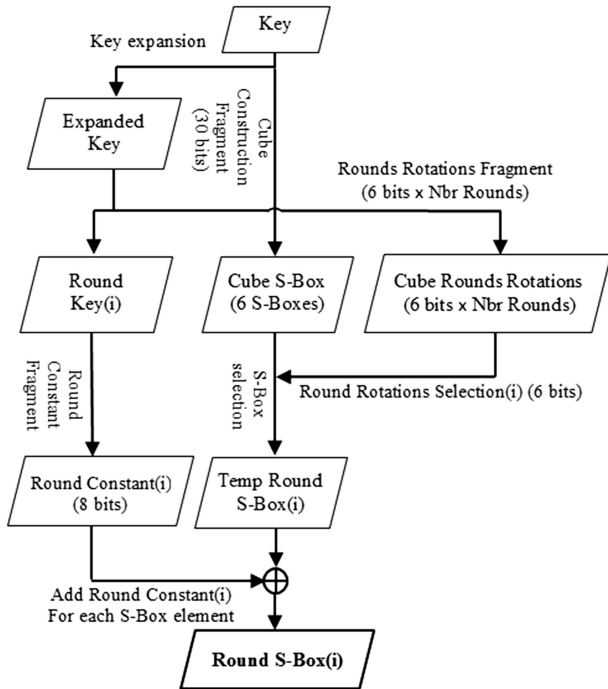 Key
Key expansion
Expanded
Key
Cube
Construction
Fragment
(30 bits)
Rounds Rotations Fragment
(6 bits x Nbr Rounds)
Round
Key(i)
Cube S-Box
(6 S-Boxes)
Cube Rounds Rotations
(6 bits x Nbr Rounds)
Round
Constant
Fragment
S-Box
selection
Round Rotations Selection(i) (6 bits)
Round Constant(i)
(8 bits)
Temp Round
S-Box(i)
Add Round Constant(i)
For each S-Box element
Round S-Box(i)